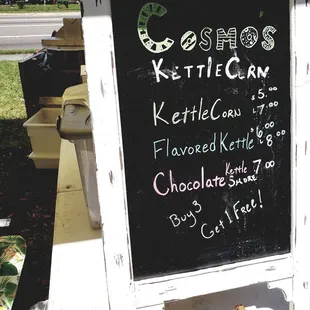 Cosmos
KettleCorn
KettleCorn $5.00 $7.00
Flavored Kettle $6.00 $8.00
Chocolate Kettle Smore 7.00
Buy 3
Get 1 Free!